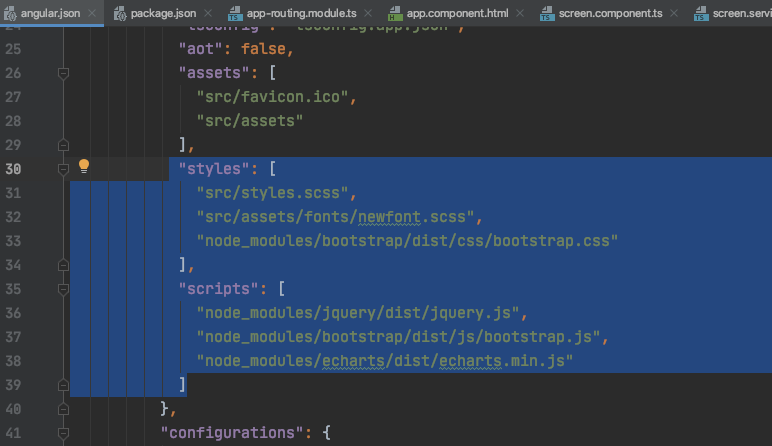 angular.json package.json app-routing.module.ts app.component.html screen.component.ts screen.servi
24 "tsConfig": "tsconfig.app.json",
25 "aot": false,
26 "assets": [
27 "src/favicon.ico",
28 "src/assets"
29 ],
30 "styles": [
31 "src/styles.scss",
32 "src/assets/fonts/newfont.scss",
33 "node_modules/bootstrap/dist/css/bootstrap.css"
34 ],
35 "scripts": [
36 "node_modules/jquery/dist/jquery.js",
37 "node_modules/bootstrap/dist/js/bootstrap.js",
38 "node_modules/echarts/dist/echarts.min.js"
39 ]
40 },
41 "configurations": {